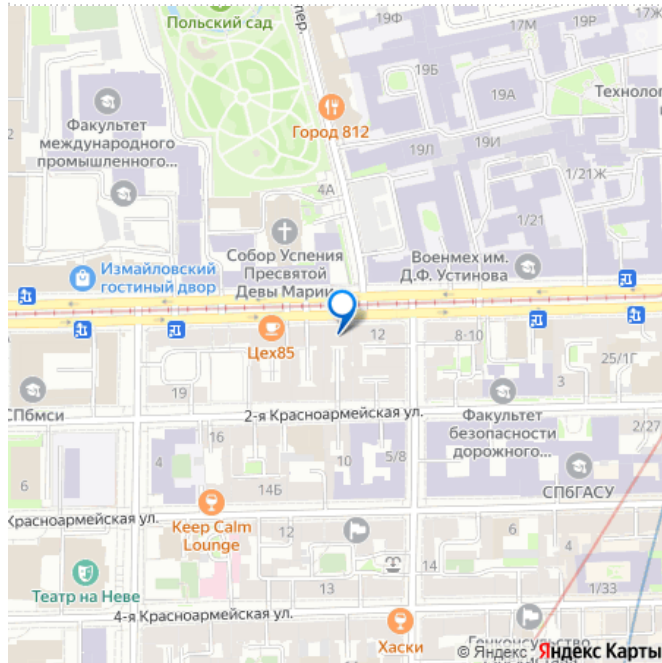 Польский сад
пер.
19Ф
17М
17Ж
19Р
19Б
19А
Технолог
Факультет
международного
промышленного...
Город 812
19Л
19И
1/21Ж
4А
1/21
Собор Успения
Пресвятой
Девы Марии
Военмех им.
Д.Ф. Устинова
Измайловский
гостиный двор
Цех85
12
8-10
25/1Г
3
19
СПбмси
2-я Красноармейская ул.
Факультет
безопасности
дорожного...
2/27
16
4
10
5/8
14Б
6
СПбГАСУ
Красноармейская ул.
Keep Calm
Lounge
12
6
4
14
Театр на Неве
13
1/33
4-я Красноармейская ул.
Хаски
Генконсульство
© Яндекс Яндекс Карты